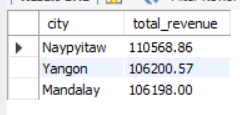 city total_revenue
Naypyitaw 110568.86
Yangon 106200.57
Mandalay 106198.00